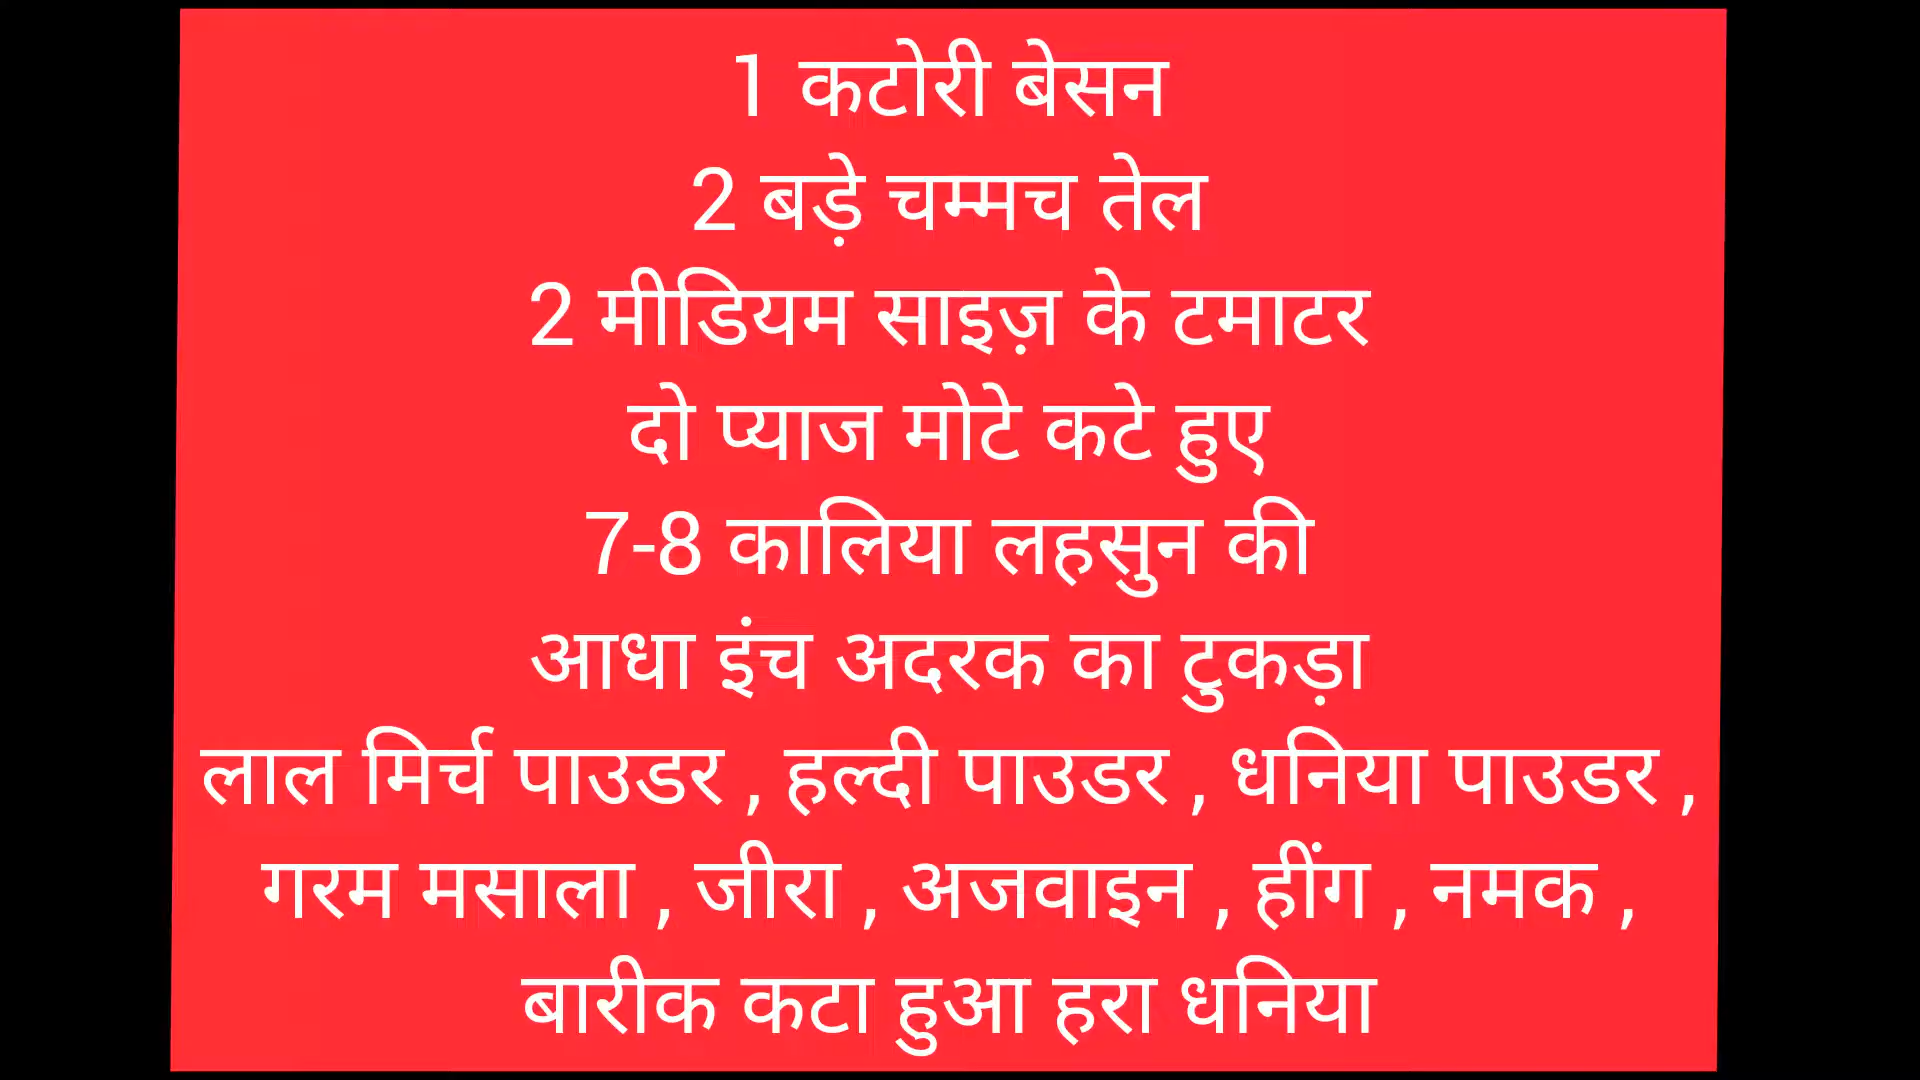 1 कटोरी बेसन
2 बड़े चम्मच तेल
2 मीडियम साइज़ के टमाटर
दो प्याज मोटे कटे हुए
7-8 कालिया लहसुन की
आधा इंच अदरक का टुकड़ा
लाल मिर्च पाउडर , हल्दी पाउडर , धनिया पाउडर ,
गरम मसाला , जीरा , अजवाइन , हींग , नमक ,
बारीक कटा हुआ हरा धनिया